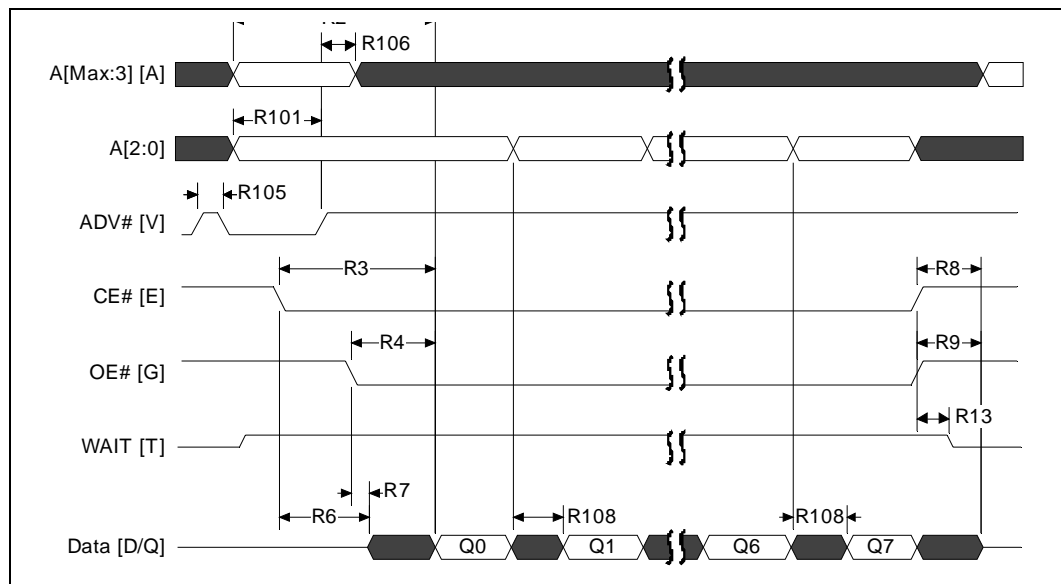 R106
A[Max:3] [A]
R101
A[2:0]
R105
ADV# [V]
R3
R8
CE# [E]
R4
R9
OE# [G]
R13
WAIT [T]
R7
R6
R108
R108
Data [D/Q]
Q0
Q1
Q6
Q7